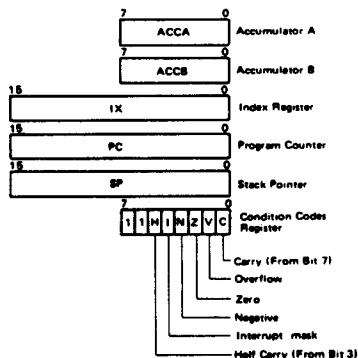 7 0
ACCA Accumulator A
7 0
ACCB Accumulator B
15 0
IX Index Register
15 0
PC Program Counter
15 0
SP Stack Pointer
7 0
1 1 H I N Z V C Condition Codes
Register
Carry (From Bit 7)
Overflow
Zero
Negative
Interrupt mask
Half Carry (From Bit 3)